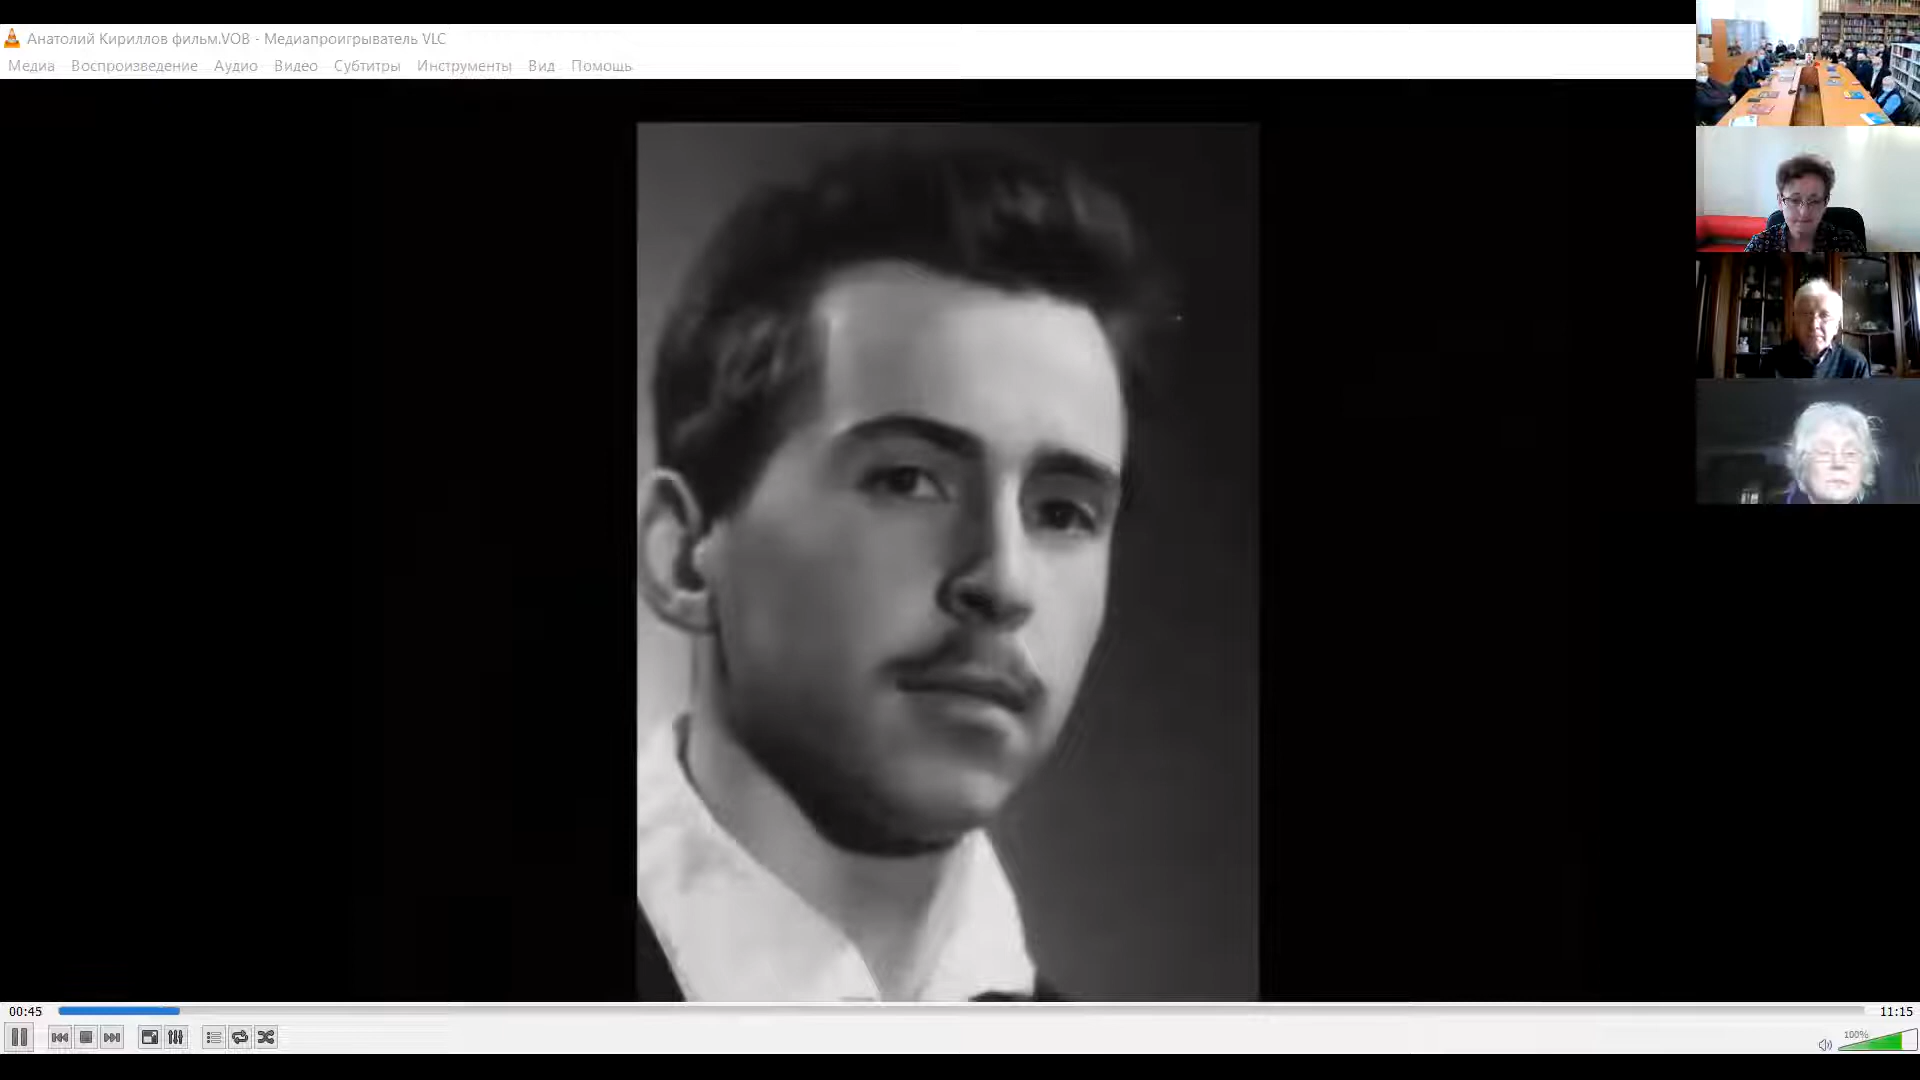 Анатолий Кириллов фильм.VOB - Медиапроигрыватель VLC
Медиа Воспроизведение Аудио Видео Субтитры Инструменты Вид Помощь
00:45
11:15
100%